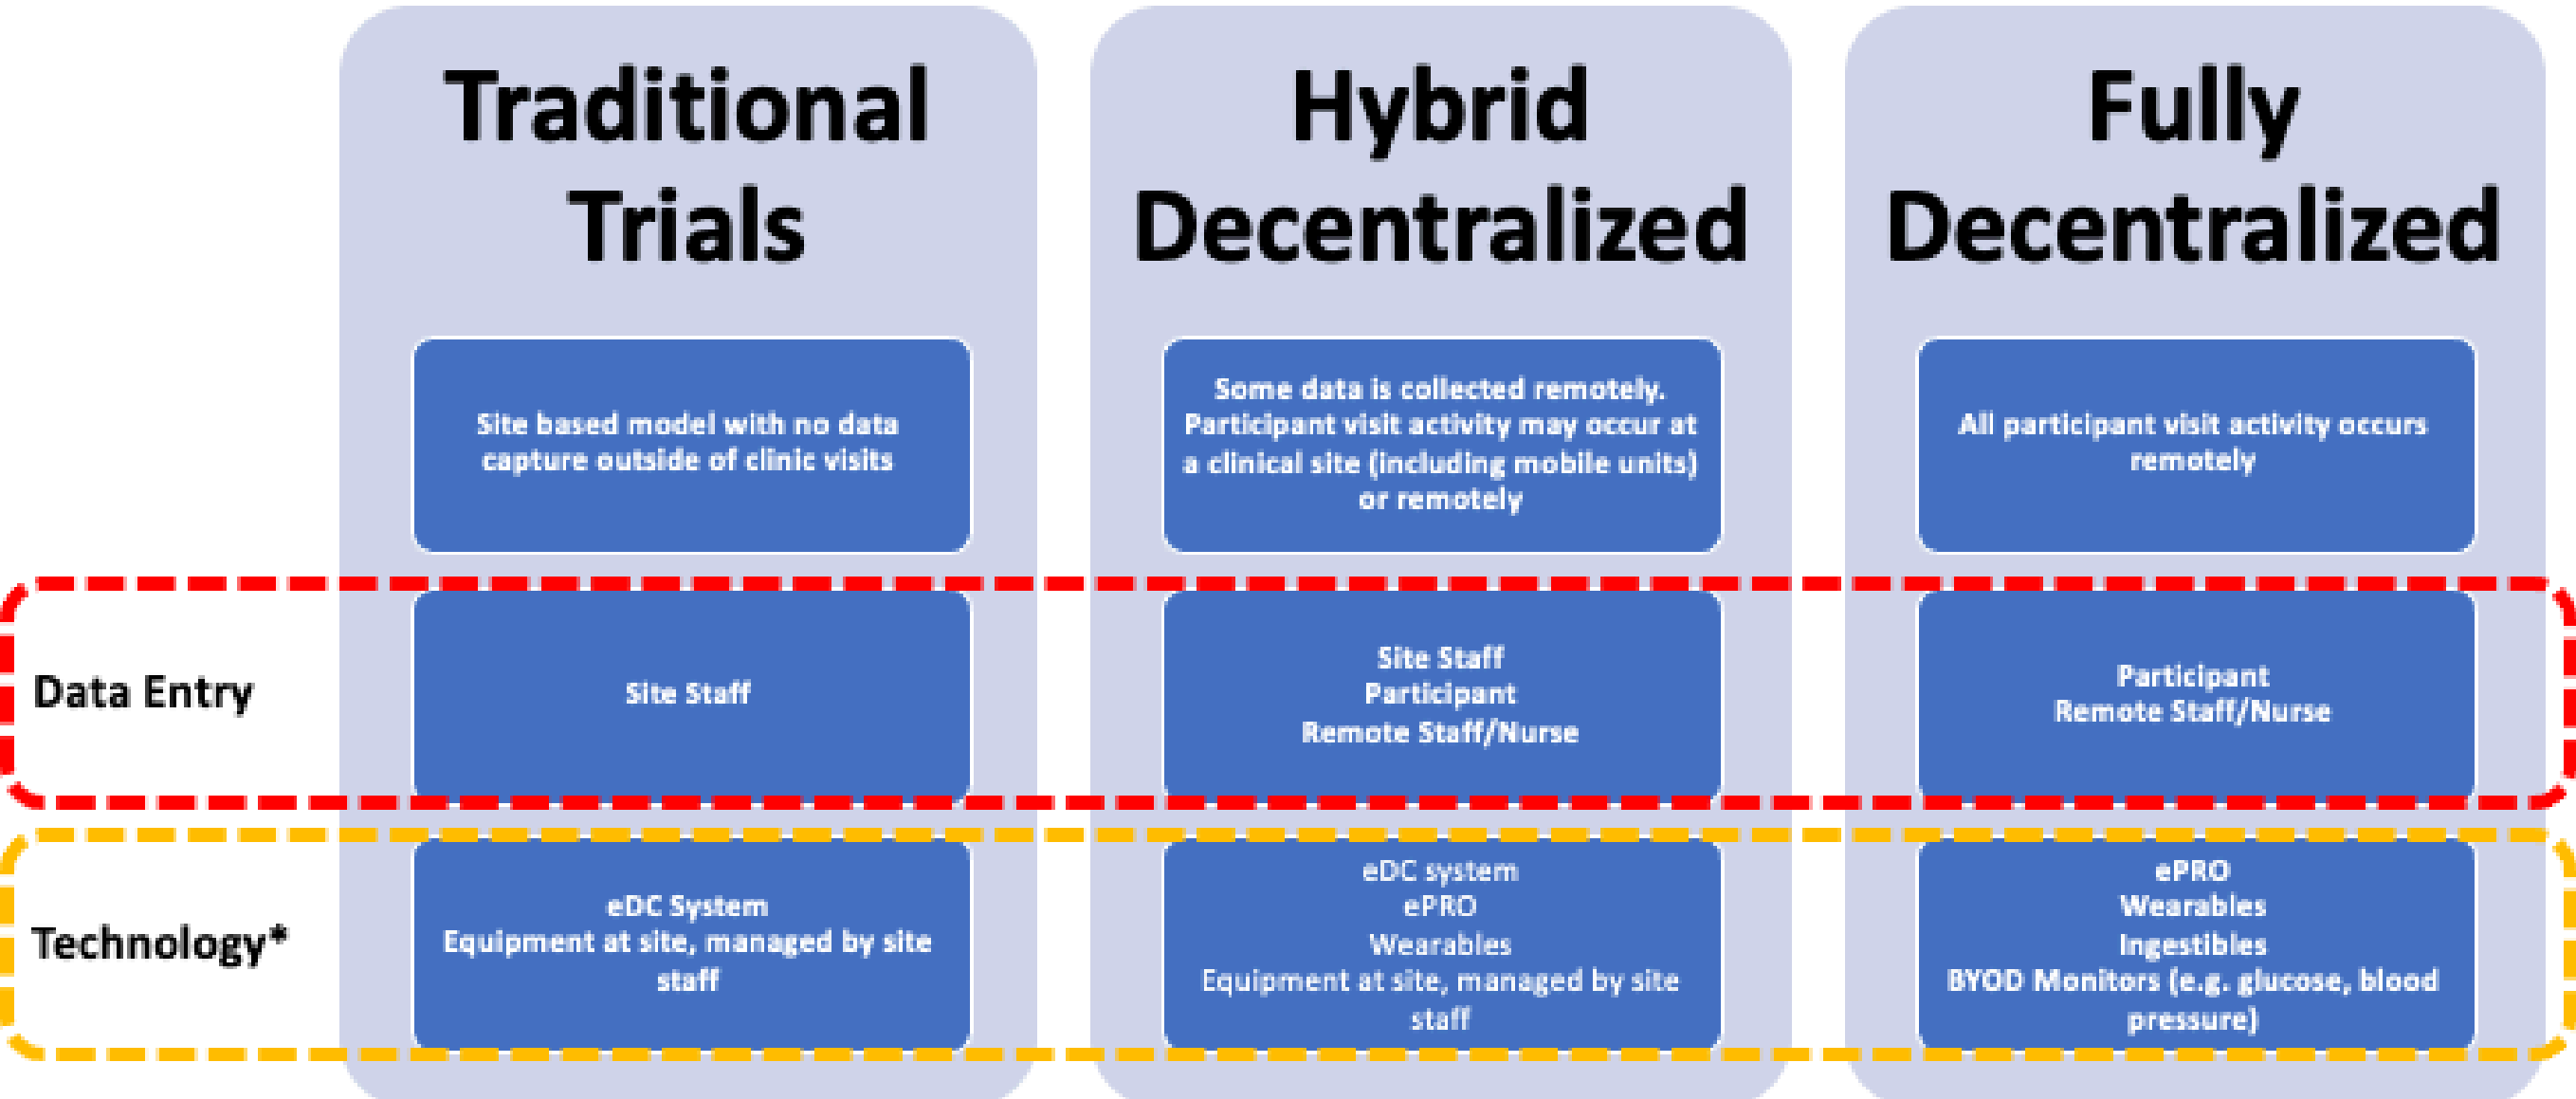 Traditional
Trials
Hybrid
Decentralized
Fully
Decentralized
Site based model with no data
capture outside of clinic visits
Some data is collected remotely.
Participant visit activity may occur at
a clinical site (including mobile units)
or remotely
All participant visit activity occurs
remotely
Data Entry
Site Staff
Site Staff
Participant
Remote Staff/Nurse
Participant
Remote Staff/Nurse
Technology*
eDC System
Equipment at site, managed by site
staff
eDC system
ePRO
Wearables
Equipment at site, managed by site
staff
ePRO
Wearables
Ingestibles
BYOD Monitors (e.g. glucose, blood
pressure)